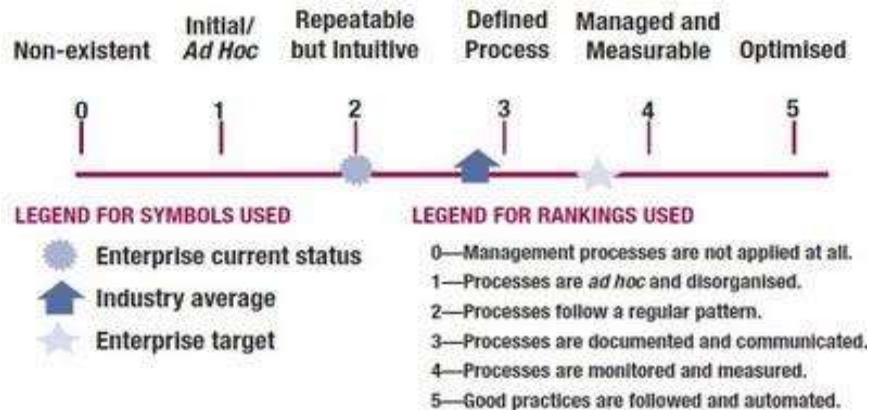 Non-existent
Initial/
Ad Hoc
Repeatable
but Intuitive
Defined
Process
Managed and
Measurable
Optimised
0 1 2 3 4 5
LEGEND FOR SYMBOLS USED
Enterprise current status
Industry average
Enterprise target
LEGEND FOR RANKINGS USED
0—Management processes are not applied at all.
1—Processes are ad hoc and disorganised.
2—Processes follow a regular pattern.
3—Processes are documented and communicated.
4—Processes are monitored and measured.
5—Good practices are followed and automated.